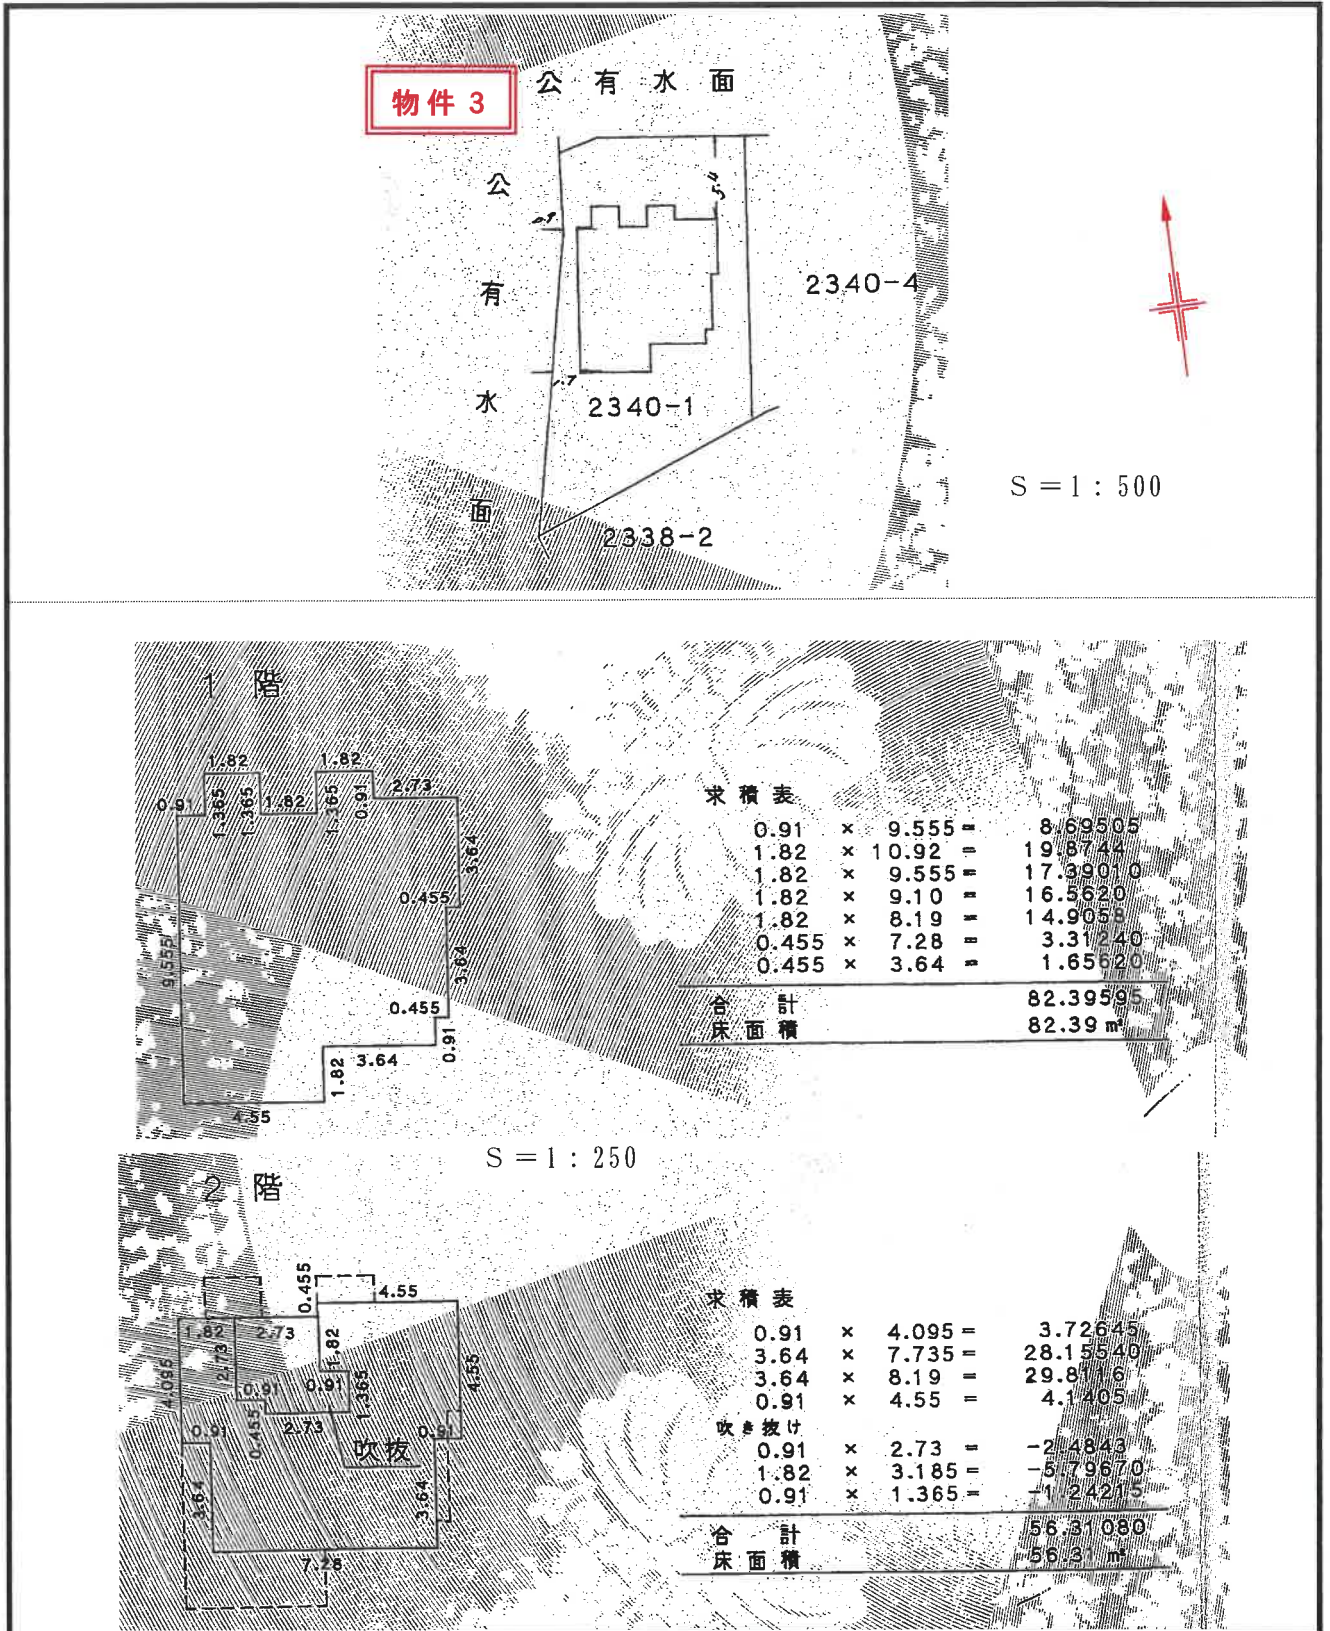 物件 3
公有水面
公有水面
5.4
1.7
2340-4
2340-1
2338-2
S=1:500
1 階
1.82
1.82
0.91
1.365
1.365
1.82
1.365
0.91
2.73
3.64
0.455
9.555
3.64
0.455
0.91
3.64
1.82
4.55
求積表
0.91 × 9.555= 8.69505
1.82 × 10.92 = 19.8744
1.82 × 9.555= 17.39010
1.82 × 9.10 = 16.5620
1.82 × 8.19 = 14.9058
0.455 × 7.28 = 3.31240
0.455 × 3.64 = 1.65620
合計 82.39595
床面積 82.39 ㎡
S=1:250
2 階
0.455
4.55
1.82
2.73
1.82
2.73
4.095
4.55
0.91
0.91
1.365
0.91
0.455
2.73
0.91
吹抜
3.64
3.64
7.28
求積表
0.91 × 4.095= 3.72645
3.64 × 7.735= 28.15540
3.64 × 8.19 = 29.8116
0.91 × 4.55 = 4.1405
吹き抜け
0.91 × 2.73 = -2.4843
1.82 × 3.185= -5.79670
0.91 × 1.365= -1.24215
合計 56.31080
床面積 56.31 ㎡